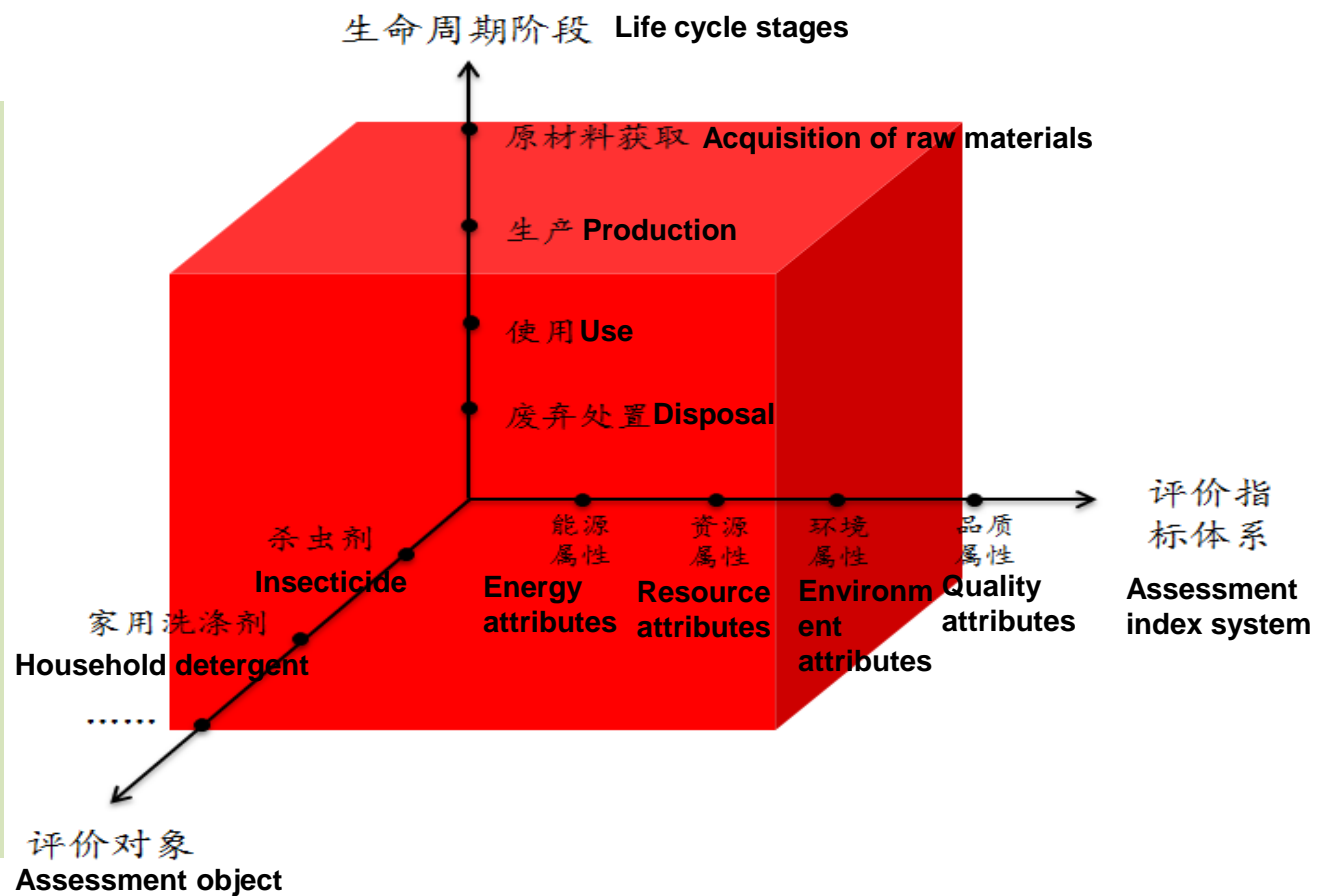 生命周期阶段 Life cycle stages
原材料获取 Acquisition of raw materials
生产 Production
使用 Use
废弃处置 Disposal
能源
属性
Energy
attributes
资源
属性
Resource
attributes
环境
属性
Environm
ent
attributes
品质
属性
Quality
attributes
评价指
标体系
Assessment
index system
杀虫剂
Insecticide
家用洗涤剂
Household detergent
……
评价对象
Assessment object